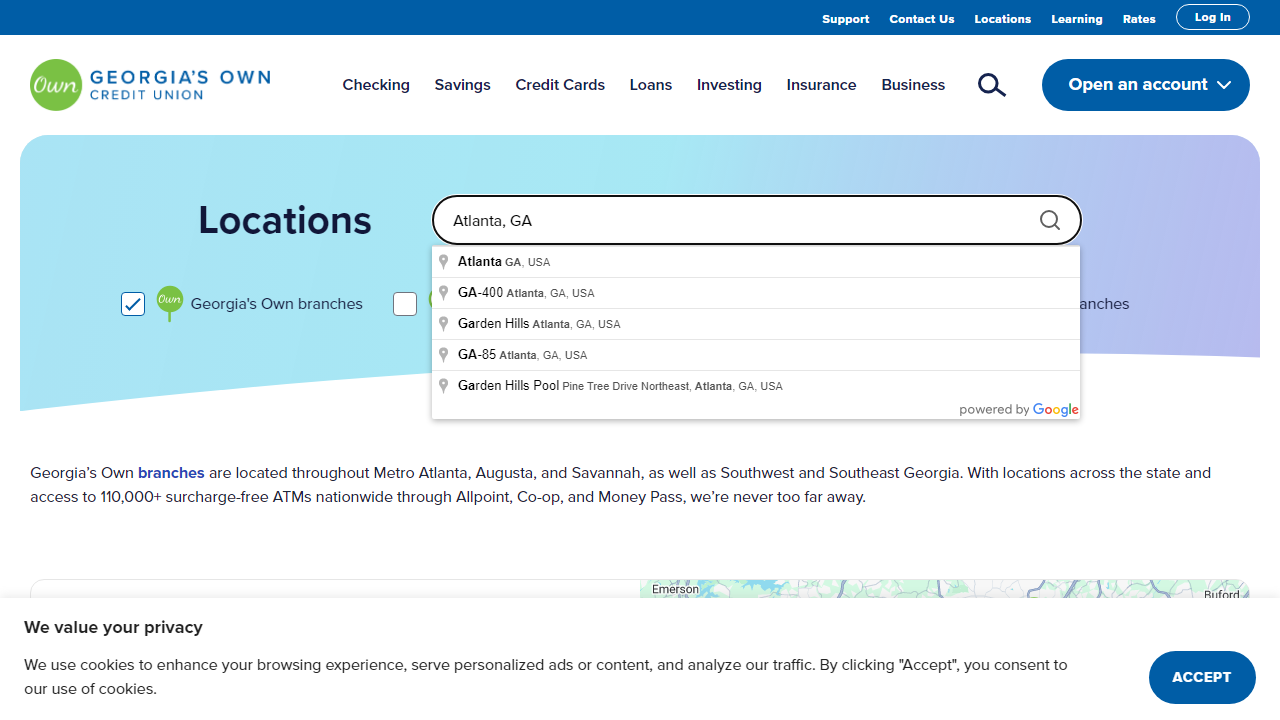 Support Contact Us Locations Learning Rates Log In
Own GEORGIA'S OWN
CREDIT UNION
Checking Savings Credit Cards Loans Investing Insurance Business Open an account
Locations
Atlanta, GA
Atlanta GA, USA
GA-400 Atlanta, GA, USA
Garden Hills Atlanta, GA, USA
GA-85 Atlanta, GA, USA
Garden Hills Pool Pine Tree Drive Northeast, Atlanta, GA, USA
powered by Google
Own Georgia's Own branches
Georgia's Own branches are located throughout Metro Atlanta, Augusta, and Savannah, as well as Southwest and Southeast Georgia. With locations across the state and
access to 110,000+ surcharge-free ATMs nationwide through Allpoint, Co-op, and Money Pass, we're never too far away.
Emerson
Buford
We value your privacy
We use cookies to enhance your browsing experience, serve personalized ads or content, and analyze our traffic. By clicking "Accept", you consent to
our use of cookies.
ACCEPT